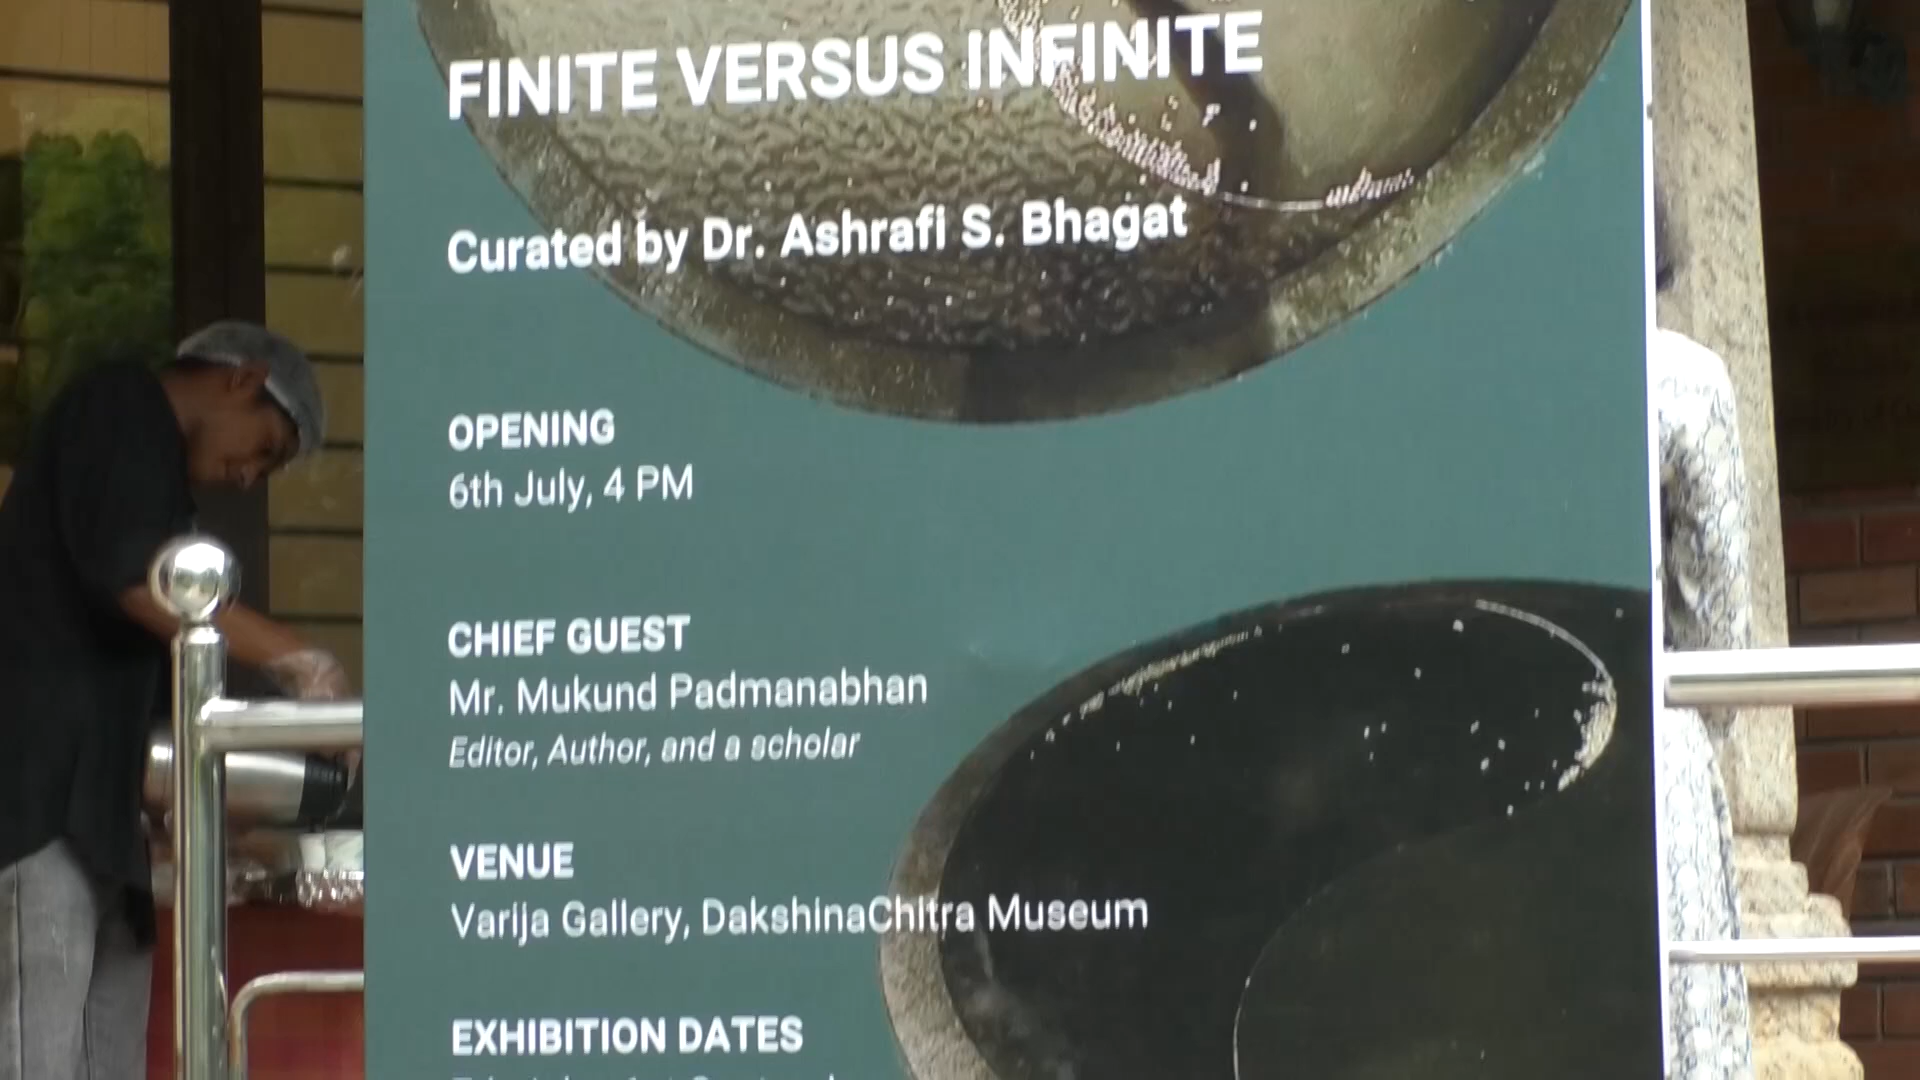 FINITE VERSUS INFINITE
Curated by Dr. Ashrafi S. Bhagat
OPENING
6th July, 4 PM
CHIEF GUEST
Mr. Mukund Padmanabhan
Editor, Author, and a scholar
VENUE
Varija Gallery, DakshinaChitra Museum
EXHIBITION DATES